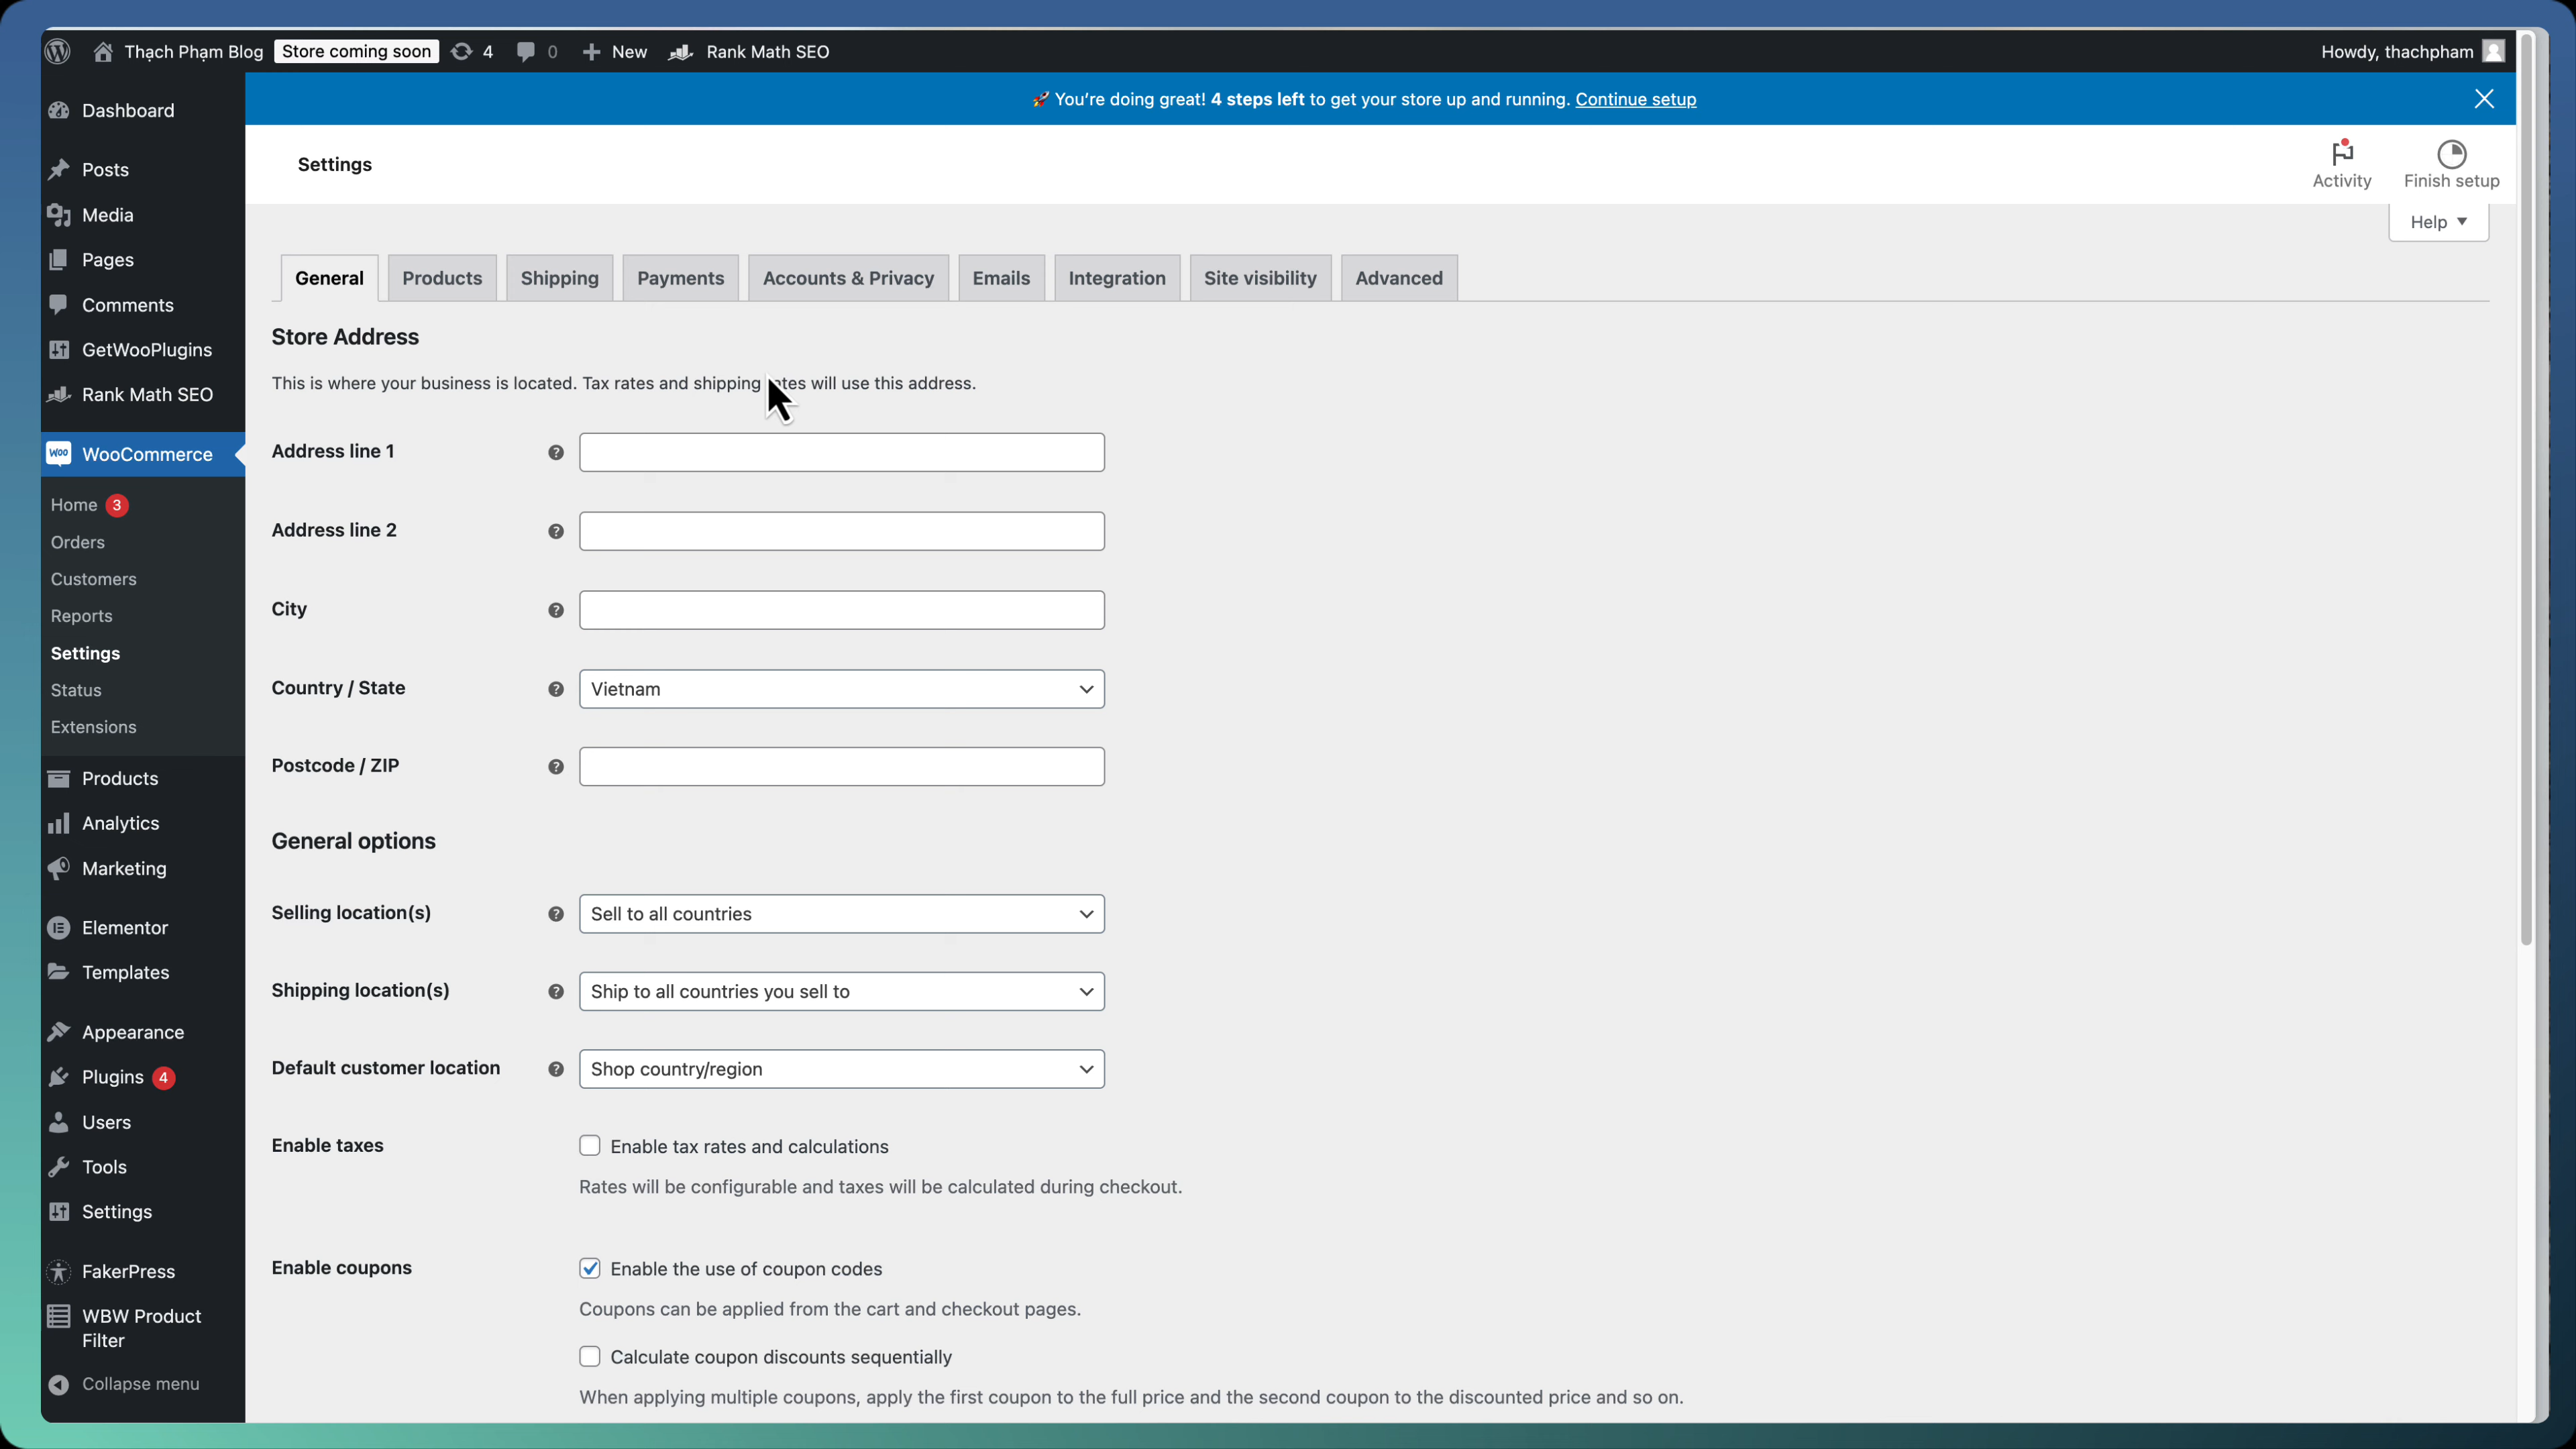 Thạch Phạm Blog Store coming soon 4 0 New Rank Math SEO Howdy, thachpham
🚀 You're doing great! 4 steps left to get your store up and running. Continue setup
Settings
Activity
Finish setup
Help
Dashboard
Posts
Media
Pages
Comments
GetWooPlugins
Rank Math SEO
woo WooCommerce
Home 3
Orders
Customers
Reports
Settings
Status
Extensions
Products
Analytics
Marketing
Elementor
Templates
Appearance
Plugins 4
Users
Tools
Settings
FakerPress
WBW Product
Filter
Collapse menu
General Products Shipping Payments Accounts & Privacy Emails Integration Site visibility Advanced
Store Address
This is where your business is located. Tax rates and shipping will use this address.
Address line 1
Address line 2
City
Country / State Vietnam
Postcode / ZIP
General options
Selling location(s) Sell to all countries
Shipping location(s) Ship to all countries you sell to
Default customer location Shop country/region
Enable taxes Enable tax rates and calculations
Rates will be configurable and taxes will be calculated during checkout.
Enable coupons Enable the use of coupon codes
Coupons can be applied from the cart and checkout pages.
Calculate coupon discounts sequentially
When applying multiple coupons, apply the first coupon to the full price and the second coupon to the discounted price and so on.